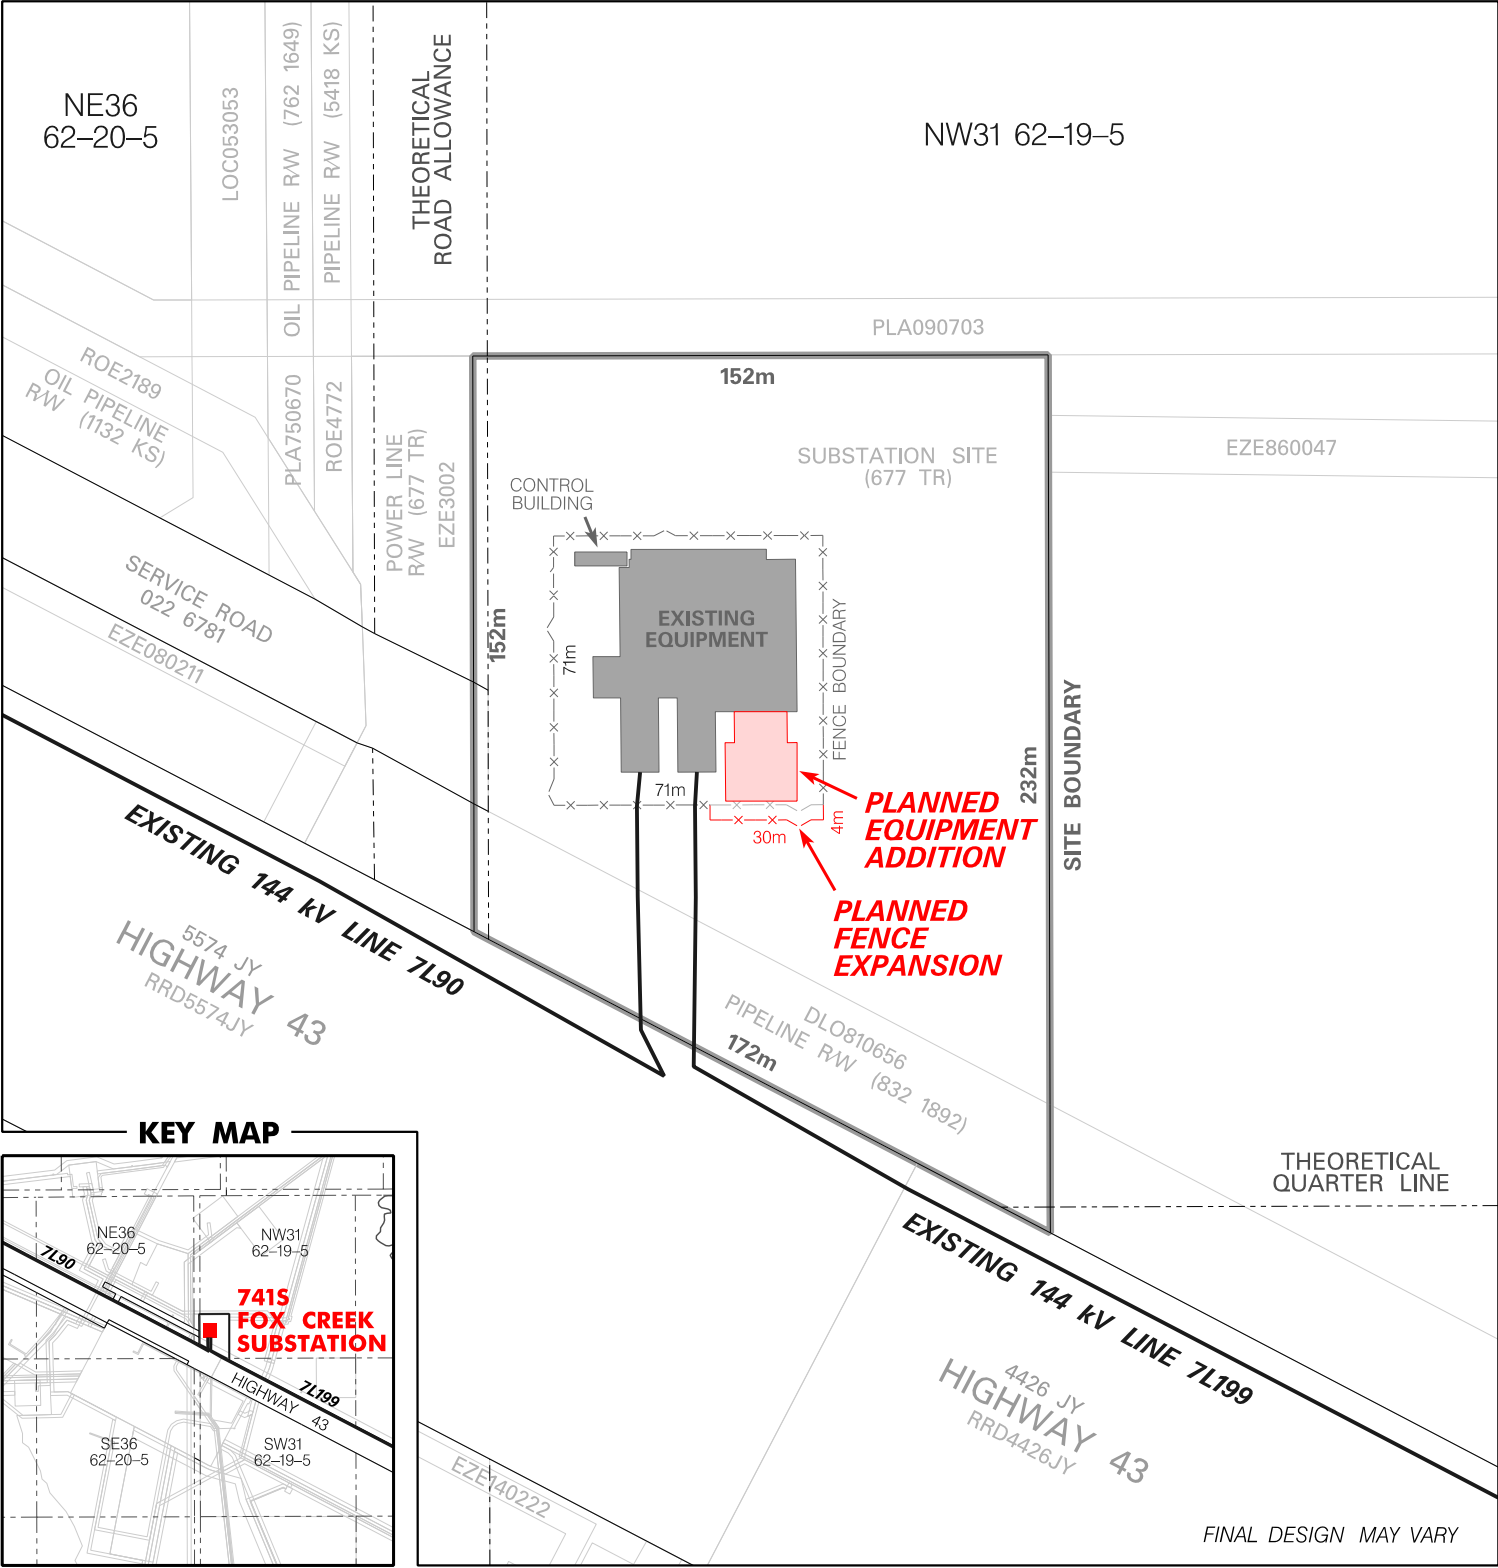 NE36
62–20–5
LOC053053
OIL PIPELINE RW (762 1649)
PIPELINE R/W (5418 KS)
THEORETICAL
ROAD ALLOWANCE
NW31 62–19–5
PLA090703
ROE2189
OIL PIPELINE
R/W (1132 KS)
PLA750670
ROE4772
POWER LINE
R/W (677 TR)
EZE3002
152m
SUBSTATION SITE
(677 TR)
EZE860047
CONTROL
BUILDING
SERVICE ROAD
022 6781
EZE080211
152m
71m
EXISTING
EQUIPMENT
FENCE BOUNDARY
SITE BOUNDARY
232m
71m
30m
4m
PLANNED
EQUIPMENT
ADDITION
PLANNED
FENCE
EXPANSION
EXISTING 144 kV LINE 7L90
5574 JY
HIGHWAY 43
RRD5574JY
172m
DLO810656
PIPELINE R/W (832 1892)
THEORETICAL
QUARTER LINE
EXISTING 144 kV LINE 7L199
4426 JY
HIGHWAY 43
RRD4426JY
EZE140222
FINAL DESIGN MAY VARY
KEY MAP
NE36
62–20–5
NW31
62–19–5
7L90
741S
FOX CREEK
SUBSTATION
7L199
HIGHWAY 43
SE36
62–20–5
SW31
62–19–5